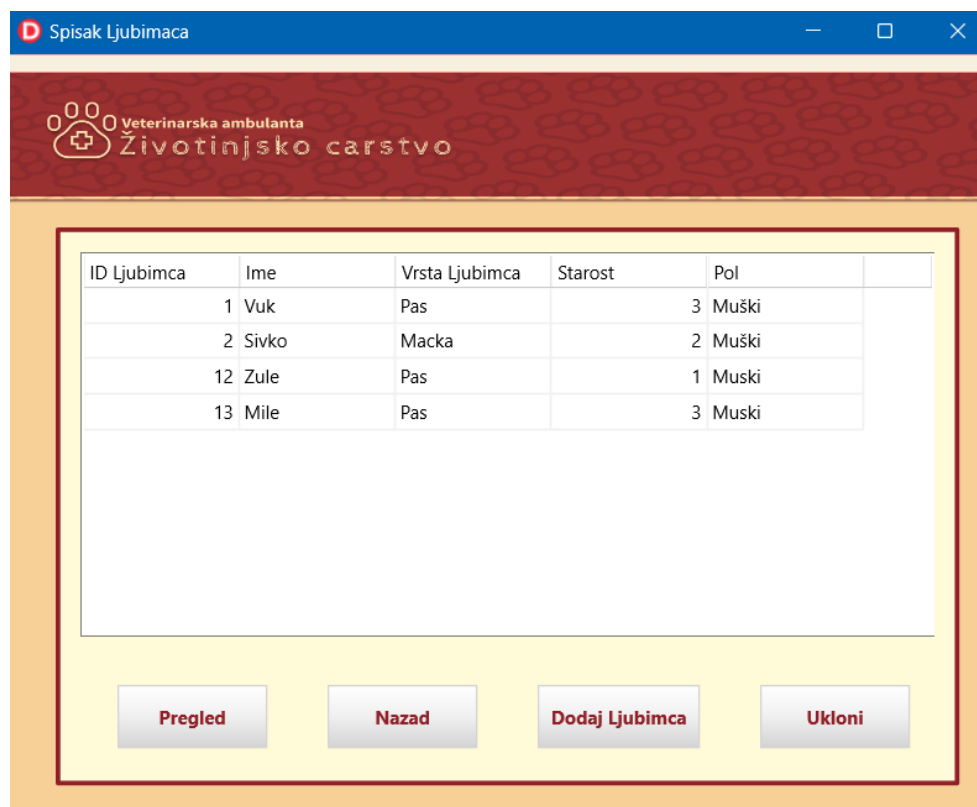 Spisak Ljubimaca
Veterinarska ambulanta
Životinjsko carstvo
ID Ljubimca Ime Vrsta Ljubimca Starost Pol
1 Vuk Pas 3 Muški
2 Sivko Macka 2 Muški
12 Zule Pas 1 Muski
13 Mile Pas 3 Muski
Pregled Nazad Dodaj Ljubimca Ukloni